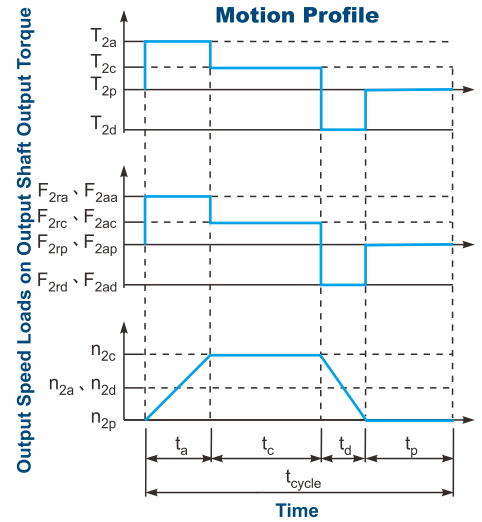 Motion Profile
Output Speed Loads on Output Shaft Output Torque
T2a
T2c
T2p
T2d
F2ra、F2aa
F2rc、F2ac
F2rp、F2ap
F2rd、F2ad
n2c
n2a、n2d
n2p
ta
tc
td
tp
tcycle
Time